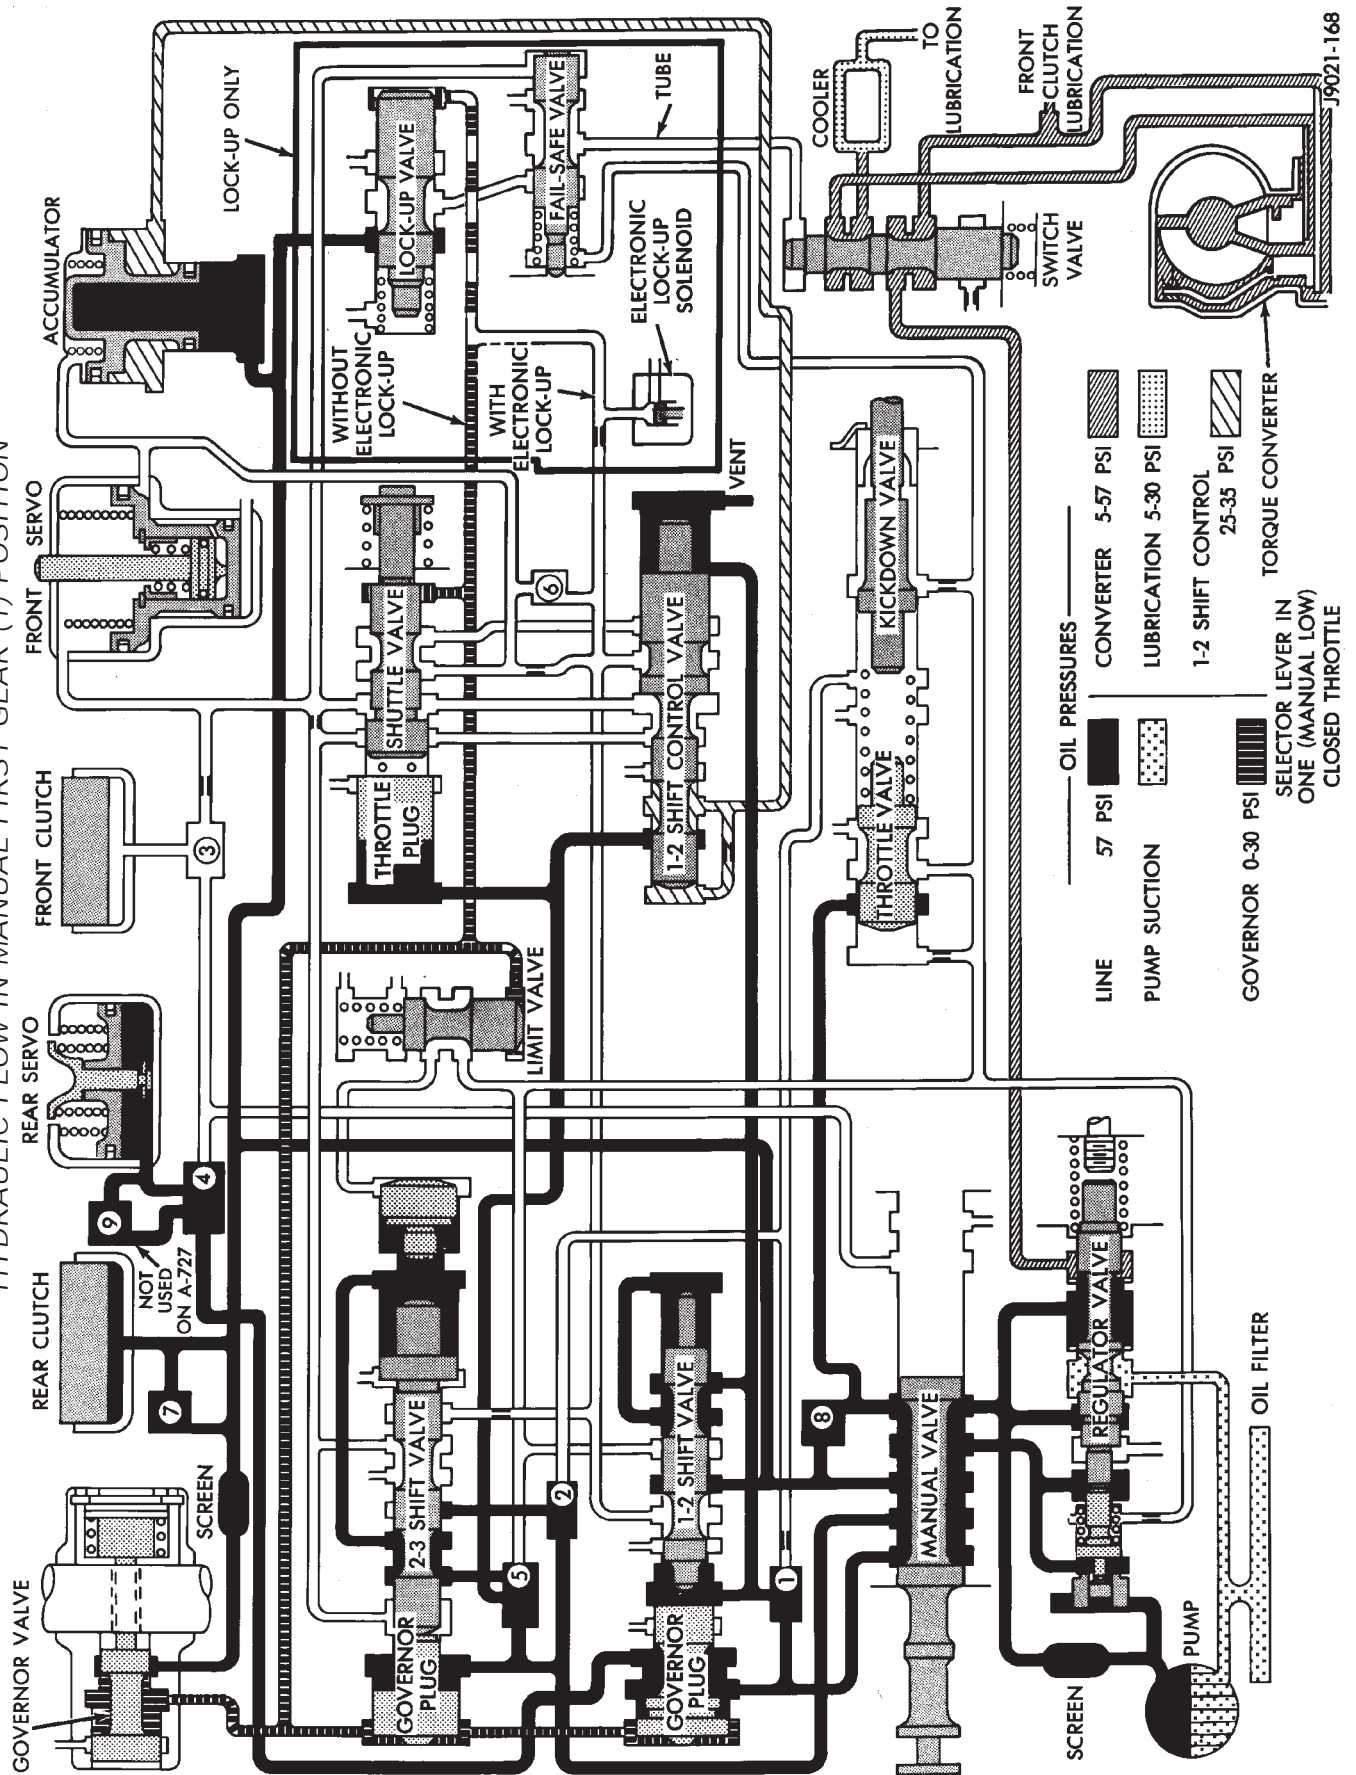 HYDRAULIC FLOW IN MANUAL FIRST GEAR (1) POSITION
GOVERNOR VALVE
REAR CLUTCH
REAR SERVO
FRONT CLUTCH
FRONT SERVO
ACCUMULATOR
SCREEN
7
NOT
USED
ON A-727
9
4
3
LOCK-UP ONLY
GOVERNOR
PLUG
2-3 SHIFT VALVE
LIMIT VALVE
THROTTLE
PLUG
SHUTTLE VALVE
WITHOUT
ELECTRONIC
LOCK-UP
LOCK-UP VALVE
5
2
6
WITH
ELECTRONIC
LOCK-UP
FAIL-SAFE VALVE
TUBE
ELECTRONIC
LOCK-UP
SOLENOID
GOVERNOR
PLUG
1-2 SHIFT VALVE
1-2 SHIFT CONTROL VALVE
VENT
1
8
COOLER
TO
LUBRICATION
MANUAL VALVE
THROTTLE VALVE
KICKDOWN VALVE
SWITCH
VALVE
FRONT
CLUTCH
LUBRICATION
SCREEN
REGULATOR VALVE
PUMP
OIL FILTER
OIL PRESSURES
LINE 57 PSI
CONVERTER 5-57 PSI
PUMP SUCTION
LUBRICATION 5-30 PSI
1-2 SHIFT CONTROL
25-35 PSI
GOVERNOR 0-30 PSI
TORQUE CONVERTER
SELECTOR LEVER IN
ONE (MANUAL LOW)
CLOSED THROTTLE
J9021-168